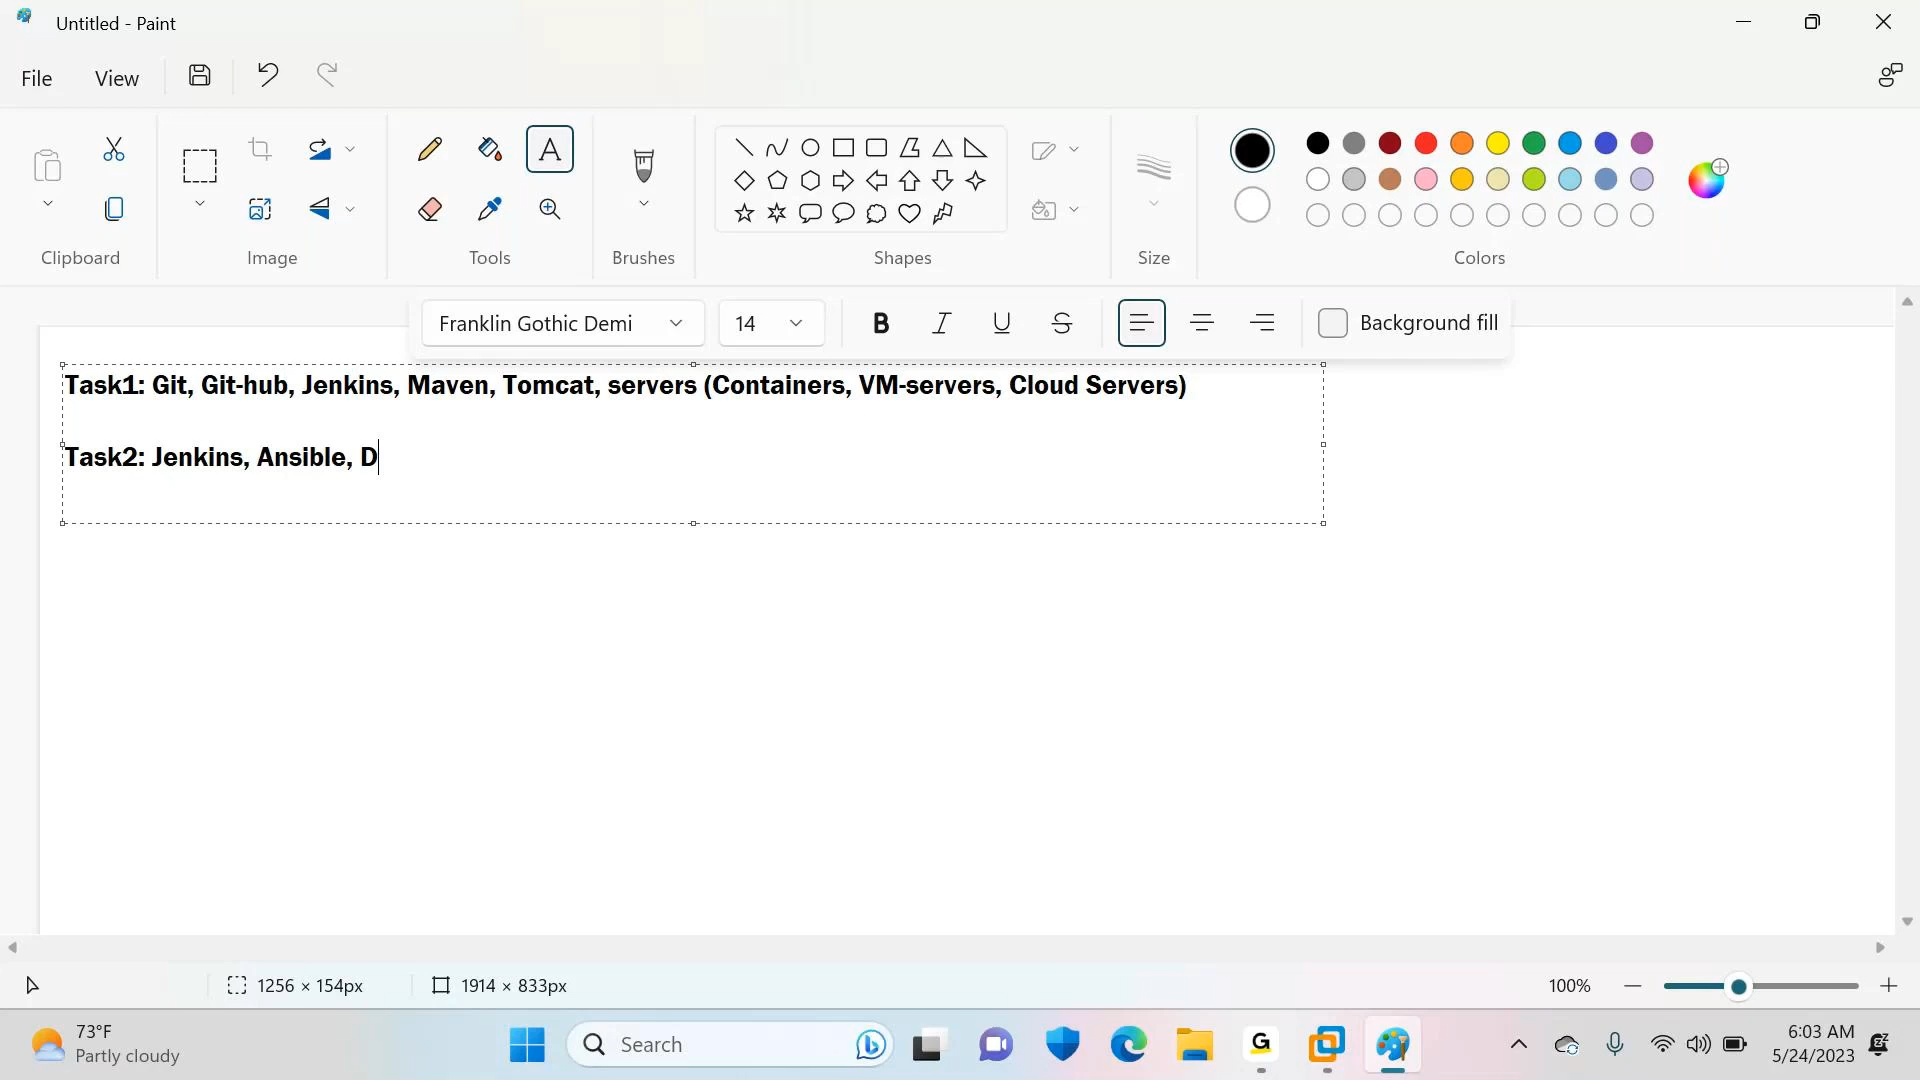 Untitled - Paint
File View
Clipboard Image Tools Brushes Shapes Size Colors
Franklin Gothic Demi 14 B I U S Background fill
Task1: Git, Git-hub, Jenkins, Maven, Tomcat, servers (Containers, VM-servers, Cloud Servers)
Task2: Jenkins, Ansible, D
1256 × 154px 1914 × 833px 100%
73°F
Partly cloudy
Search
6:03 AM
5/24/2023